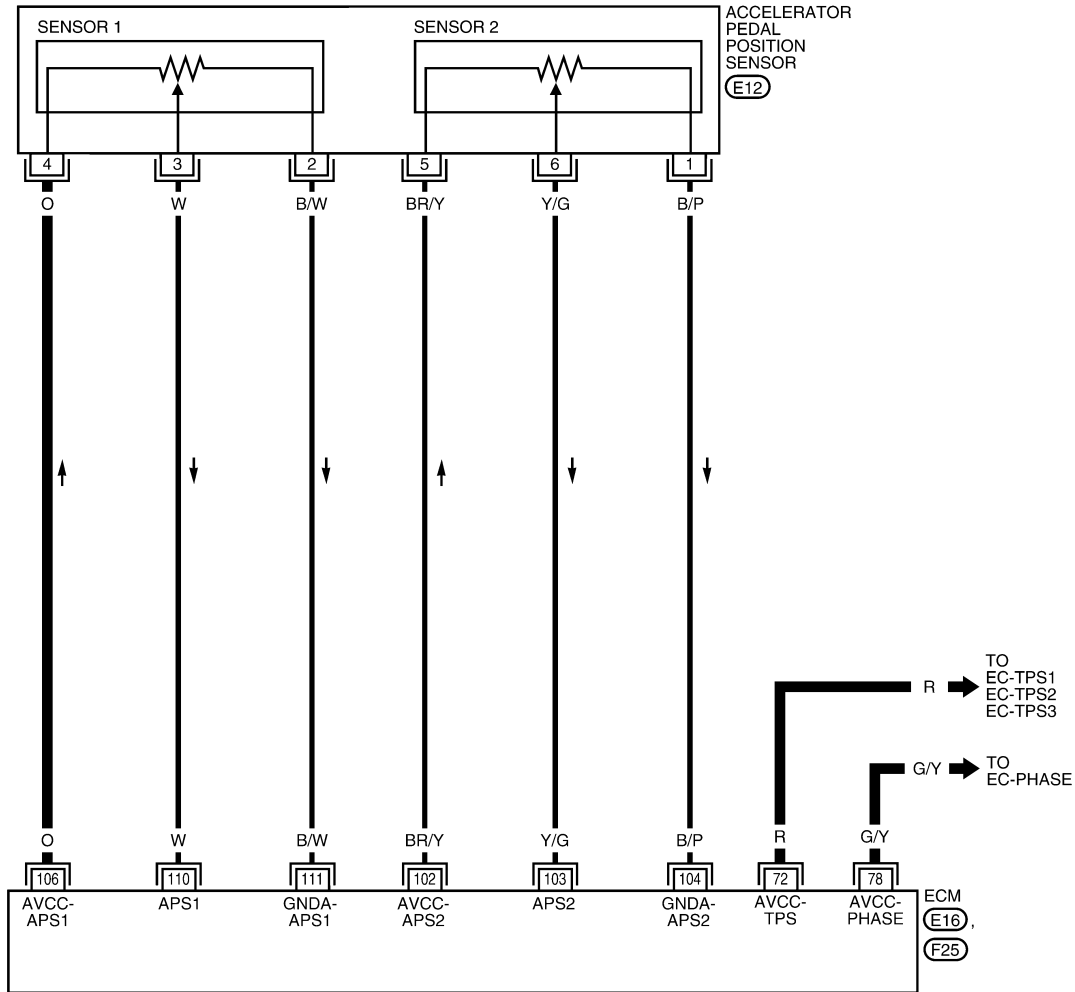 SENSOR 1
SENSOR 2
ACCELERATOR
PEDAL
POSITION
SENSOR
E12
4 3 2 5 6 1
O W B/W BR/Y Y/G B/P
R
TO
EC-TPS1
EC-TPS2
EC-TPS3
G/Y
TO
EC-PHASE
O W B/W BR/Y Y/G B/P R G/Y
106 110 111 102 103 104 72 78
AVCC-
APS1
APS1
GNDA-
APS1
AVCC-
APS2
APS2
GNDA-
APS2
AVCC-
TPS
AVCC-
PHASE
ECM
E16 ,
F25